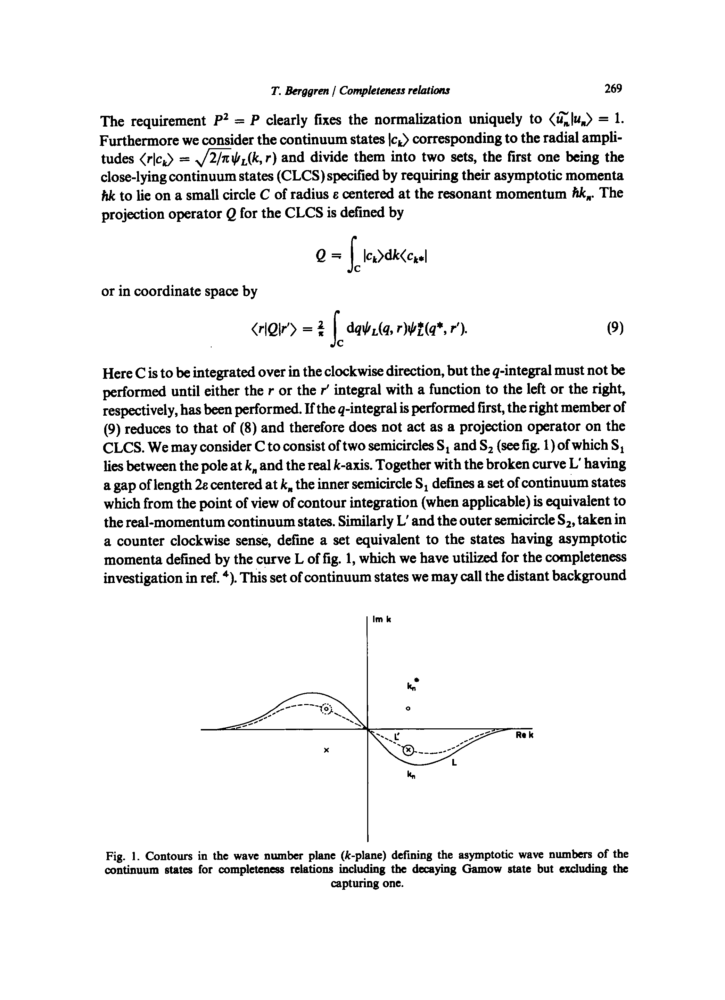 T. Berggren / Completeness relations 269
The requirement P² = P clearly fixes the normalization uniquely to ⟨ũₙ|uₙ⟩ = 1.
Furthermore we consider the continuum states |cₖ⟩ corresponding to the radial ampli-
tudes ⟨r|cₖ⟩ = √2/π ψ_L(k, r) and divide them into two sets, the first one being the
close-lying continuum states (CLCS) specified by requiring their asymptotic momenta
ħk to lie on a small circle C of radius ε centered at the resonant momentum ħkₙ. The
projection operator Q for the CLCS is defined by
Q = ∫_C |cₖ⟩dk⟨cₖ*|
or in coordinate space by
⟨r|Q|r'⟩ = 2/π ∫_C dqψ_L(q, r)ψ*_L(q*, r'). (9)
Here C is to be integrated over in the clockwise direction, but the q-integral must not be
performed until either the r or the r' integral with a function to the left or the right,
respectively, has been performed. If the q-integral is performed first, the right member of
(9) reduces to that of (8) and therefore does not act as a projection operator on the
CLCS. We may consider C to consist of two semicircles S₁ and S₂ (see fig. 1) of which S₁
lies between the pole at kₙ and the real k-axis. Together with the broken curve L' having
a gap of length 2ε centered at kₙ the inner semicircle S₁ defines a set of continuum states
which from the point of view of contour integration (when applicable) is equivalent to
the real-momentum continuum states. Similarly L' and the outer semicircle S₂, taken in
a counter clockwise sense, define a set equivalent to the states having asymptotic
momenta defined by the curve L of fig. 1, which we have utilized for the completeness
investigation in ref. ⁴). This set of continuum states we may call the distant background
Im k
kₙ*
L'
Re k
L
kₙ
Fig. 1. Contours in the wave number plane (k-plane) defining the asymptotic wave numbers of the
continuum states for completeness relations including the decaying Gamow state but excluding the
capturing one.